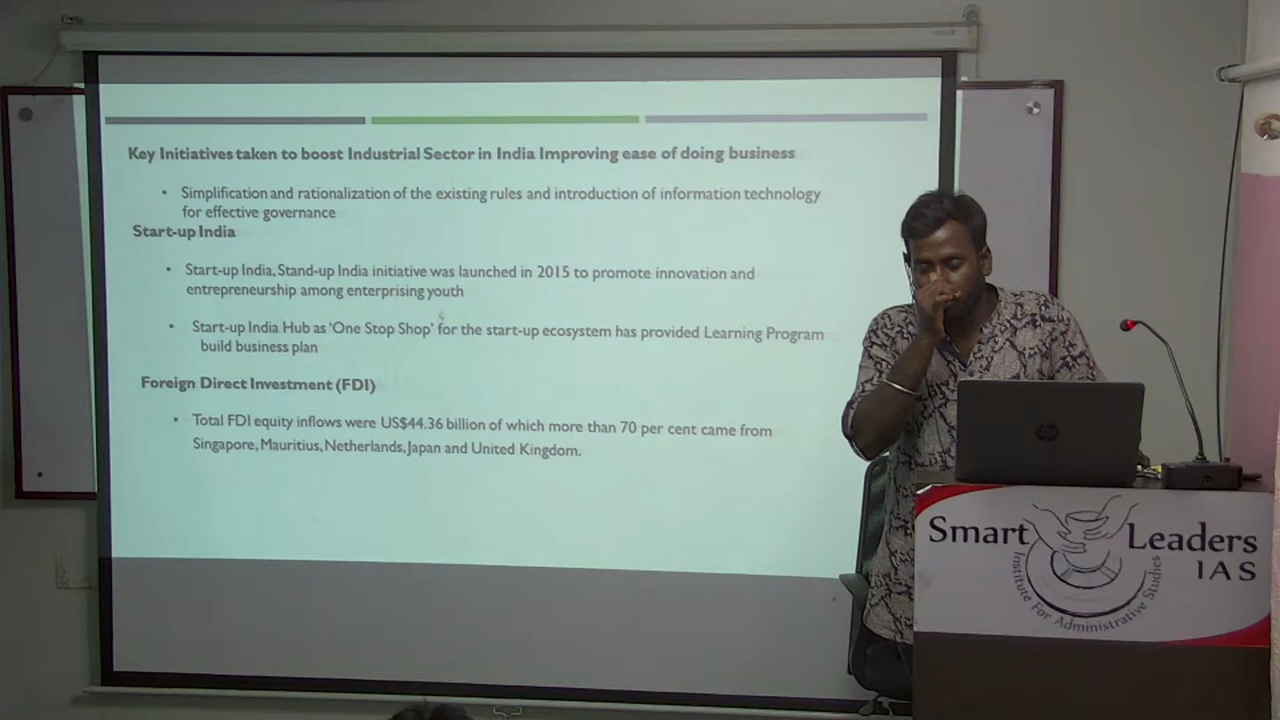 Key Initiatives taken to boost Industrial Sector in India Improving ease of doing business
• Simplification and rationalization of the existing rules and introduction of information technology
for effective governance
Start-up India
• Start-up India, Stand-up India initiative was launched in 2015 to promote innovation and
entrepreneurship among enterprising youth
• Start-up India Hub as 'One Stop Shop' for the start-up ecosystem has provided Learning Program
build business plan
Foreign Direct Investment (FDI)
• Total FDI equity inflows were US$44.36 billion of which more than 70 per cent came from
Singapore, Mauritius, Netherlands, Japan and United Kingdom.
hp
Smart Leaders
IAS
Institute For Administrative Studies